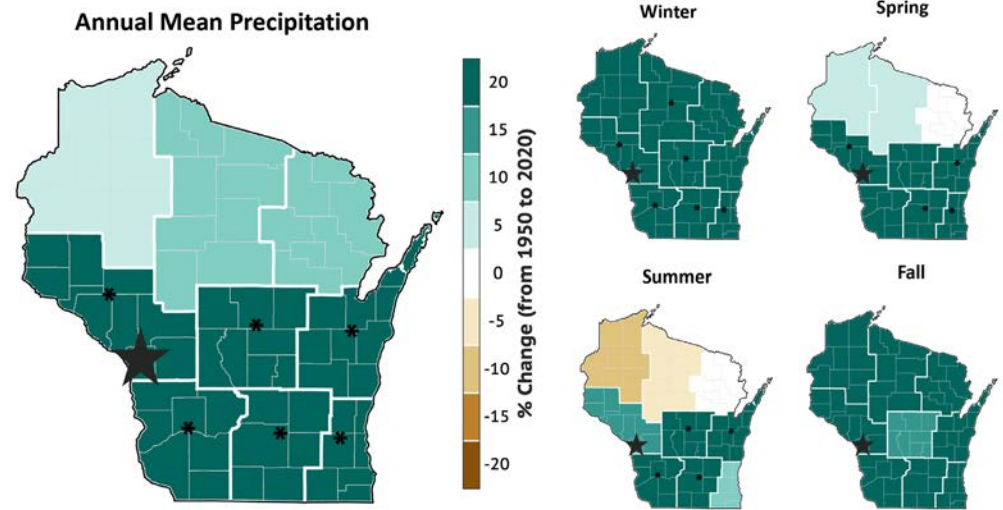 Annual Mean Precipitation
20
15
10
5
0
-5
-10
-15
-20
% Change (from 1950 to 2020)
Winter
Spring
Summer
Fall